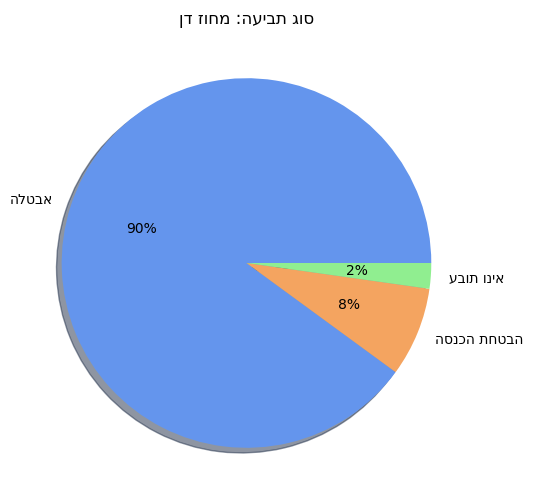 סוג תביעה: מחוז דן
אבטלה
90%
2%
אינו תובע
8%
הבטחת הכנסה